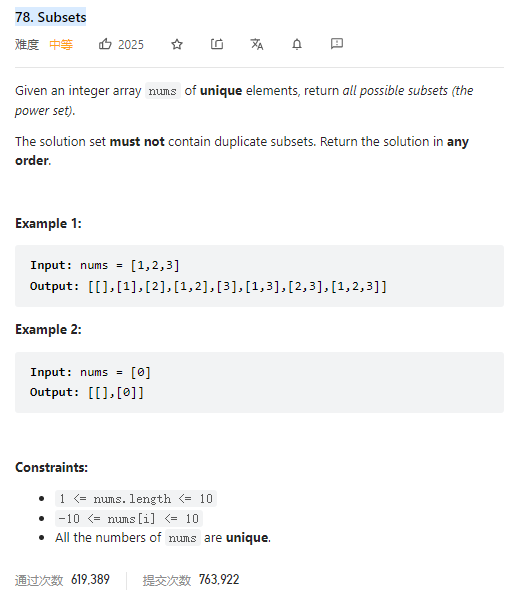 78. Subsets
难度 中等 2025
Given an integer array nums of unique elements, return all possible subsets (the
power set).
The solution set must not contain duplicate subsets. Return the solution in any
order.
Example 1:
Input: nums = [1,2,3]
Output: [[],[1],[2],[1,2],[3],[1,3],[2,3],[1,2,3]]
Example 2:
Input: nums = [0]
Output: [[],[0]]
Constraints:
• 1 <= nums.length <= 10
• -10 <= nums[i] <= 10
• All the numbers of nums are unique.
通过次数 619,389 提交次数 763,922